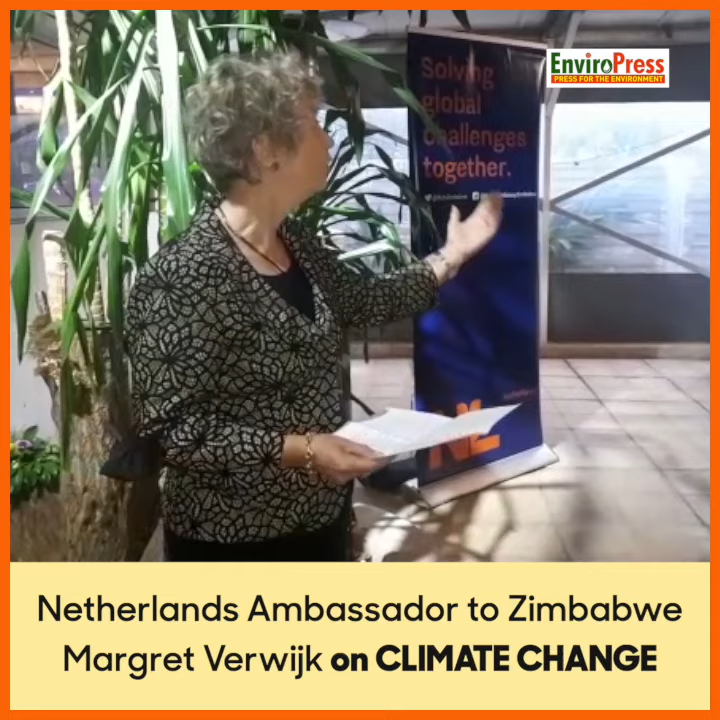 EnviroPress
PRESS FOR THE ENVIRONMENT
Solving
global
challenges
together.
NL
Netherlands Ambassador to Zimbabwe
Margret Verwijk on CLIMATE CHANGE